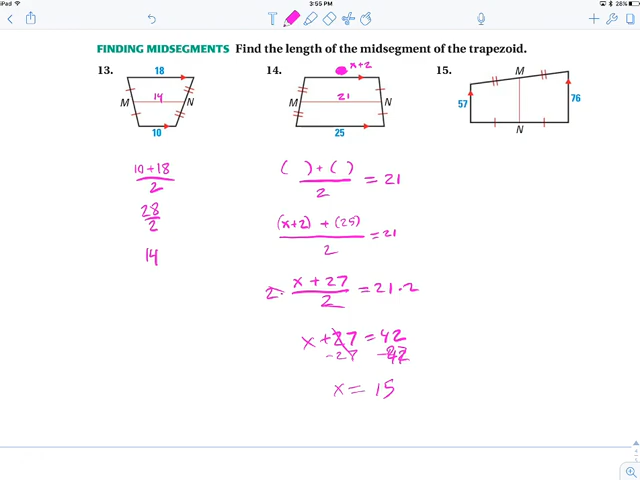 iPad
3:55 PM
28%
FINDING MIDSEGMENTS Find the length of the midsegment of the trapezoid.
13.
18
M
14
N
10
10+18
2
28
2
14
14.
x+2
M
21
N
25
( ) + ( )
2
= 21
(x+2) + (25)
2
= 21
2 · x + 27
2
= 21 · 2
x + 27 = 42
-27
x = 15
15.
M
57
76
N